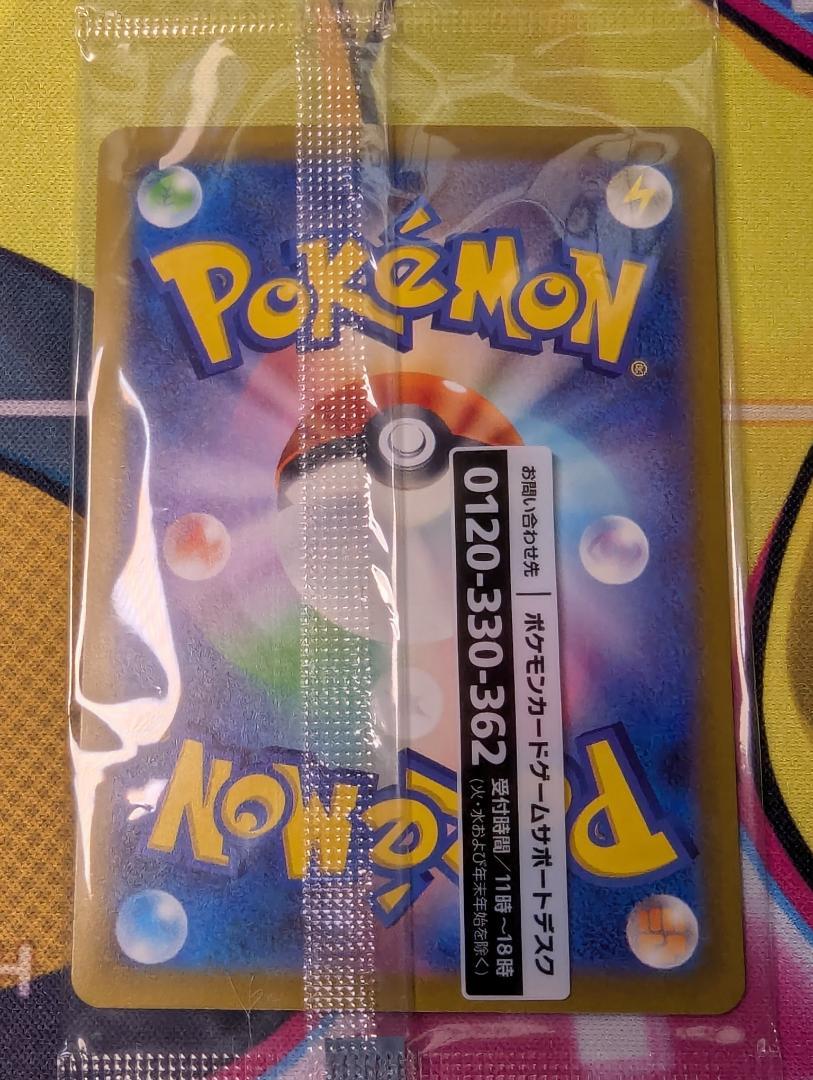 POKéMON
®
お問い合わせ先｜ポケモンカードゲームサポートデスク
0120-330-362 受付時間／11時～18時
(火・水および年末年始を除く)
POKéMON